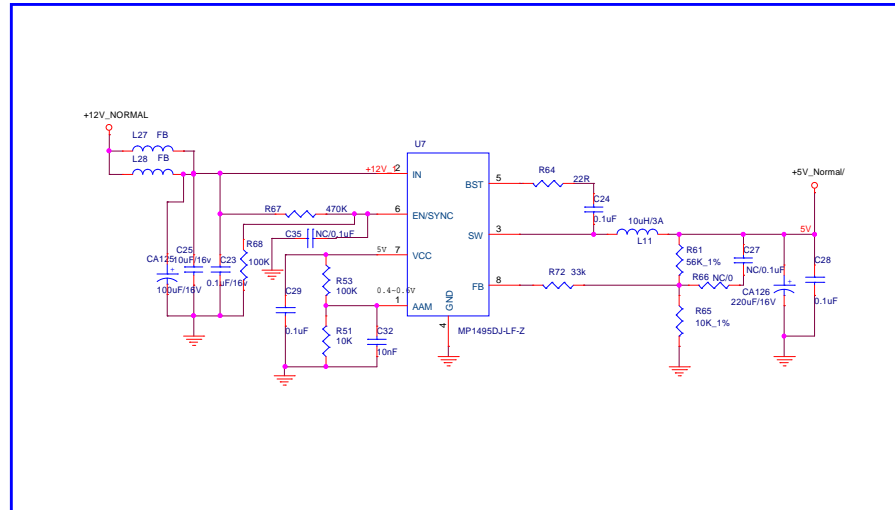 +12V_NORMAL
L27 FB
L28 FB
U7
+12V_1
2
IN
R67 470K
6
EN/SYNC
C35 NC/0.1uF
R68
100K
CA125
100uF/16V
C25
10uF/16v
C23
0.1uF/16v
5V
7
VCC
R53
100K
0.4-0.6V
1
AAM
C29
0.1uF
R51
10K
C32
10nF
GND
4
MP1495DJ-LF-Z
BST
5
R64
22R
C24
0.1uF
SW
3
10uH/3A
L11
FB
8
R72 33k
R61
56K_1%
R66 NC/0
C27
NC/0.1uF
R65
10K_1%
+5V_Normal/
5V
CA126
220uF/16V
C28
0.1uF